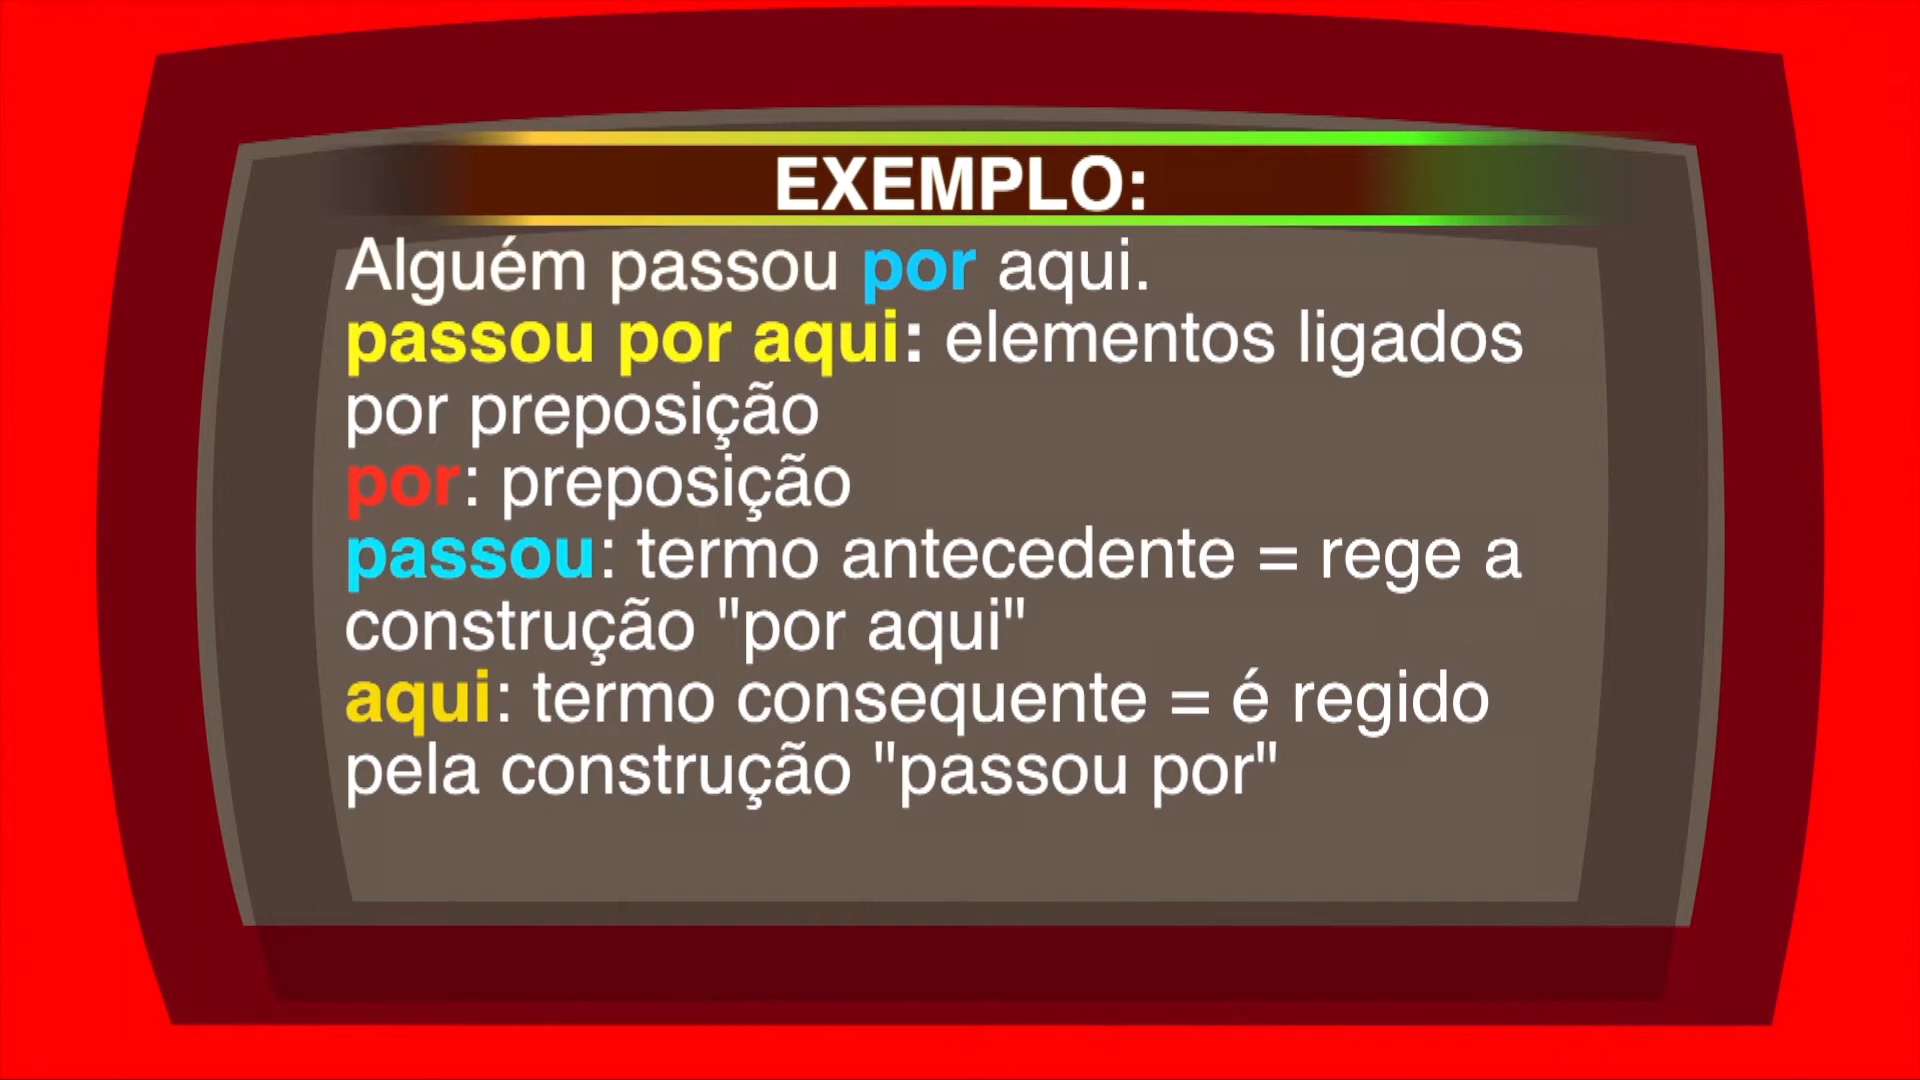 EXEMPLO:
Alguém passou por aqui.
passou por aqui: elementos ligados
por preposição
por: preposição
passou: termo antecedente = rege a
construção "por aqui"
aqui: termo consequente = é regido
pela construção "passou por"